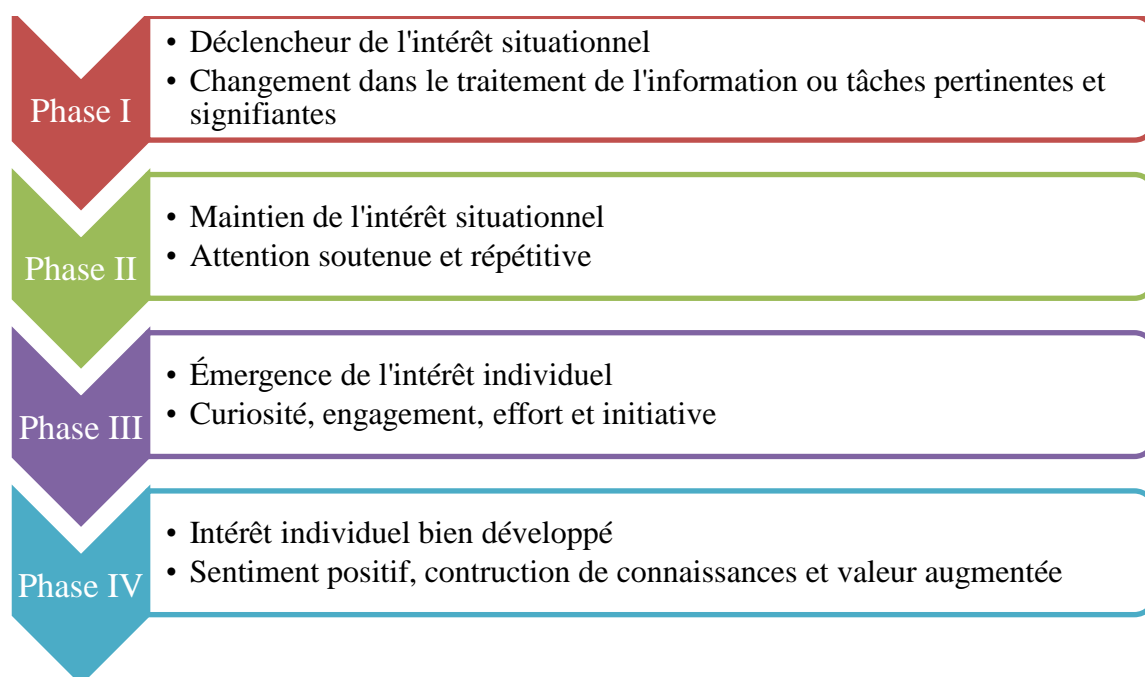 Phase I
• Déclencheur de l'intérêt situationnel
• Changement dans le traitement de l'information ou tâches pertinentes et
signifiantes
Phase II
• Maintien de l'intérêt situationnel
• Attention soutenue et répétitive
Phase III
• Émergence de l'intérêt individuel
• Curiosité, engagement, effort et initiative
Phase IV
• Intérêt individuel bien développé
• Sentiment positif, contruction de connaissances et valeur augmentée